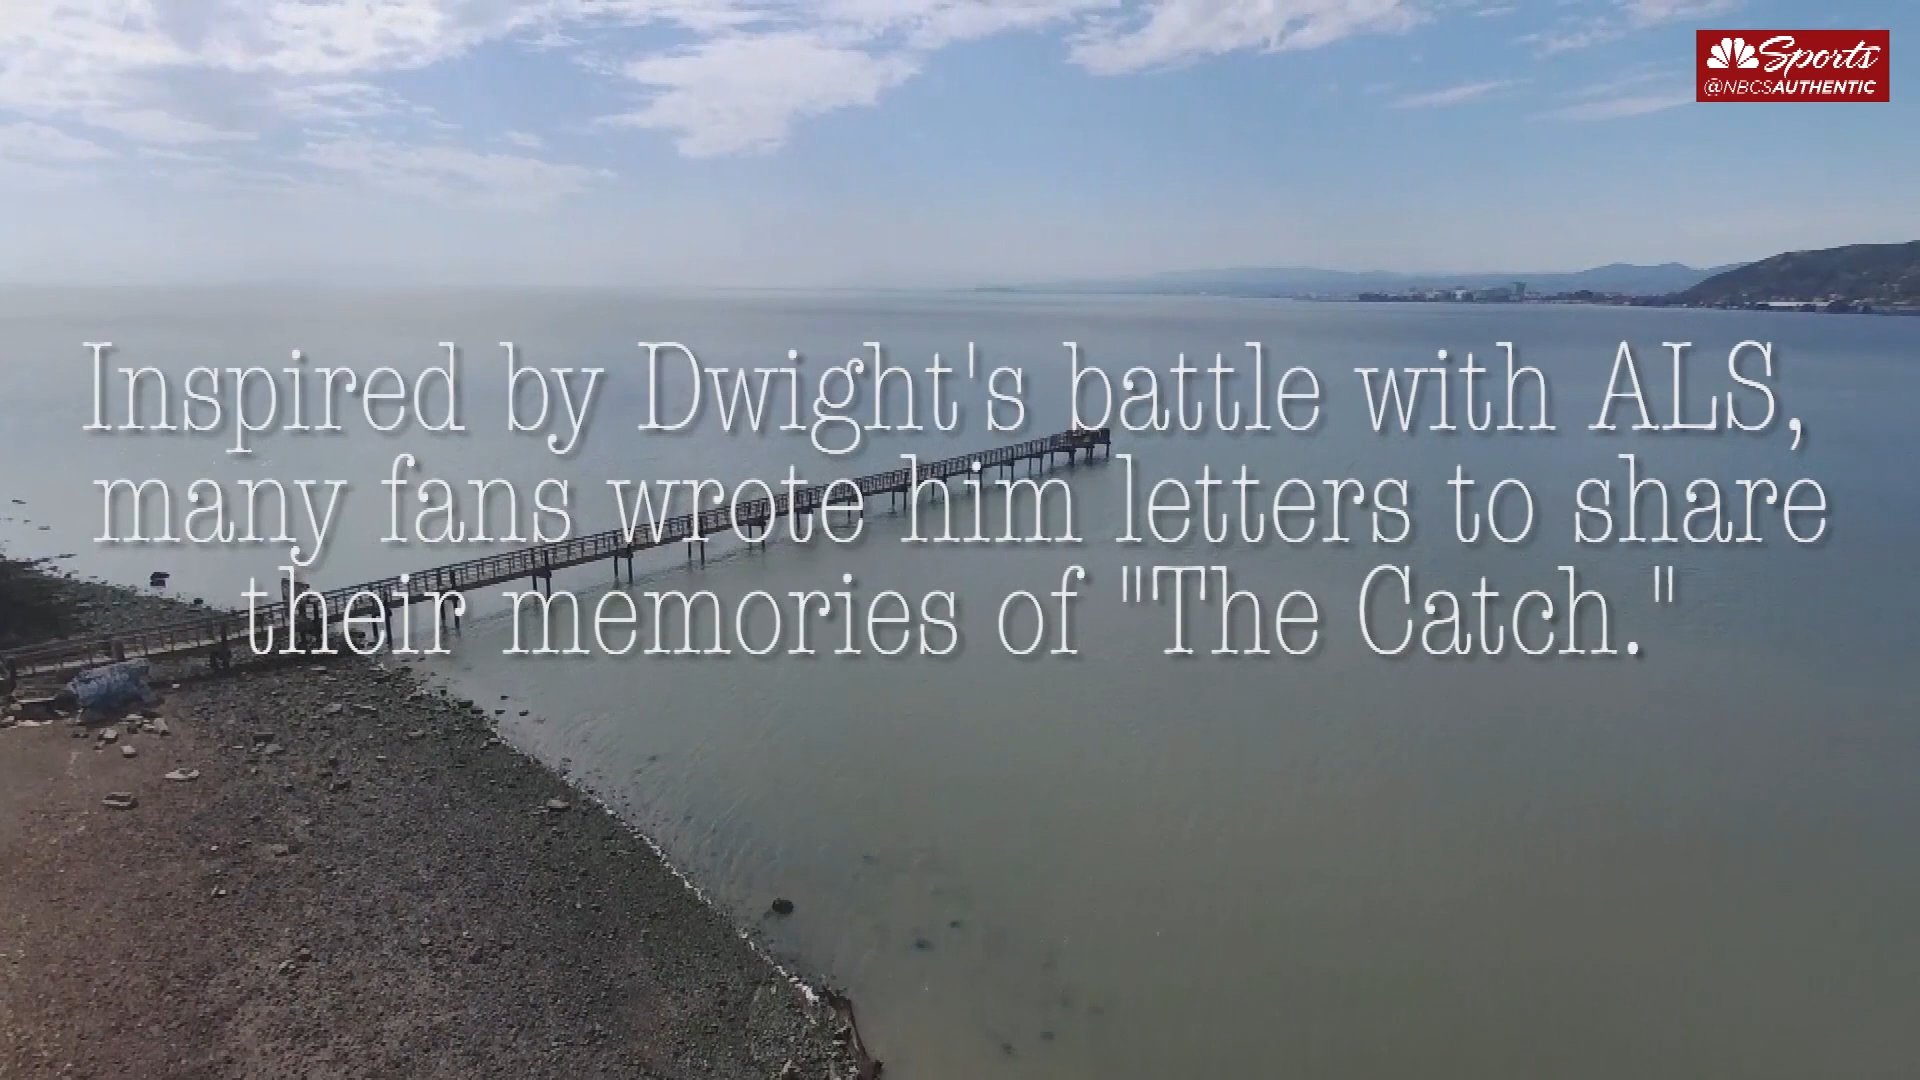 Sports
@NBCSAUTHENTIC
Inspired by Dwight's battle with ALS,
many fans wrote him letters to share
their memories of "The Catch."